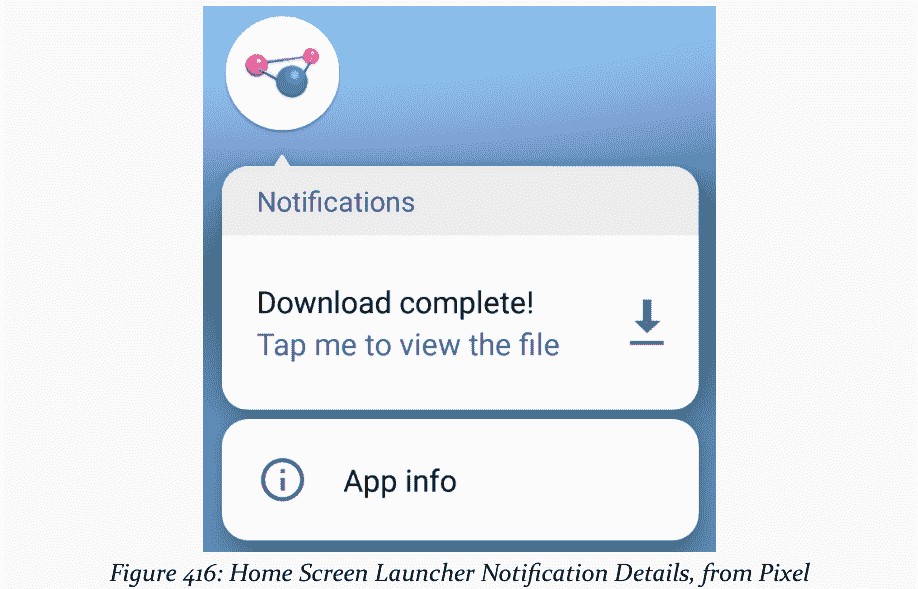 Notifications
Download complete!
Tap me to view the file
App info
Figure 416: Home Screen Launcher Notification Details, from Pixel